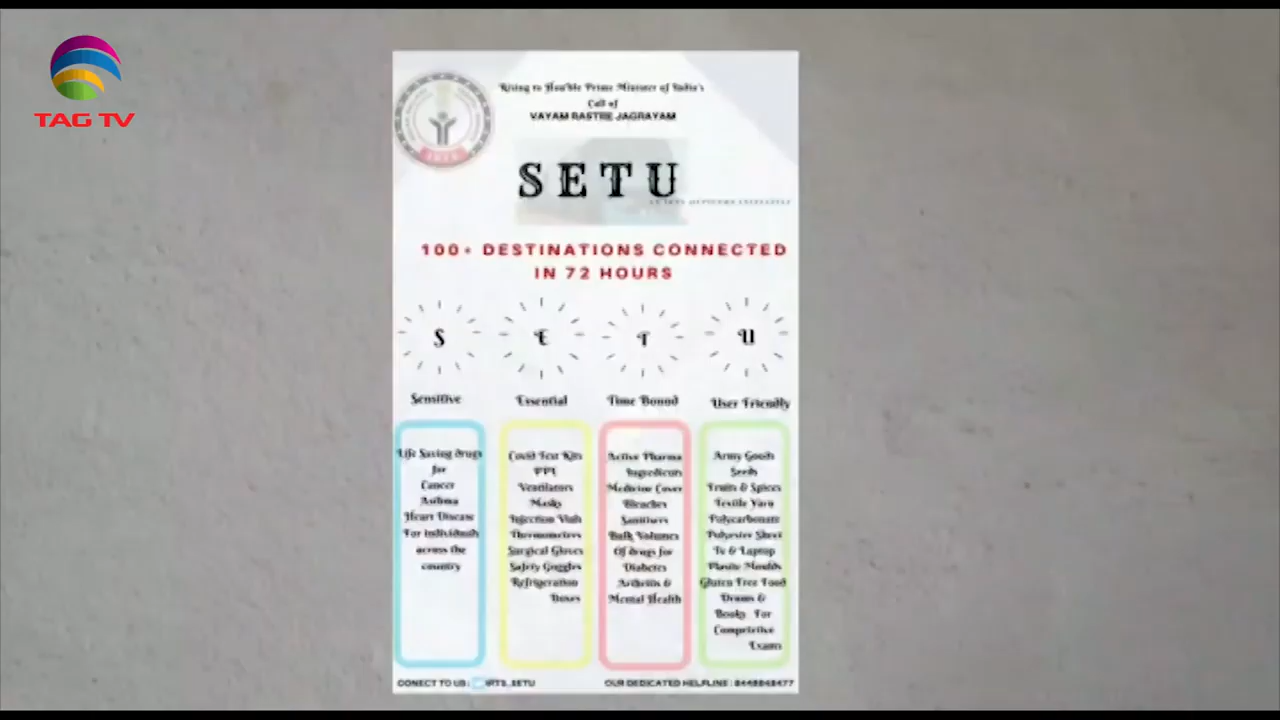 TAG TV
Rising to Hon'ble Prime Minister of India's
Call of
VAYAM RASTRE JAGRAYAM
SETU
100+ DESTINATIONS CONNECTED
IN 72 HOURS
S
E
T
U
Sensitive
Essential
Time Bound
User Friendly
Life Saving drugs
for
Cancer
Asthma
Heart Disease
For individuals
across the
country
Covid Test Kits
PPE
Ventilators
Masks
Injection Vials
Thermometers
Surgical Gloves
Safety Goggles
Refrigeration
Boxes
Active Pharma
Ingredients
Medicine Cover
Bleaches
Sanitisers
Bulk Volumes
Of drugs for
Diabetes
Arthritis &
Mental Health
Army Goods
Seeds
Fruits & Spices
Textile Yarn
Polycarbonate
Polyester Sheet
Tv & Laptop
Plastic Moulds
Gluten Free Food
Drums &
Books For
Competitive
Exams
CONECT TO US : IRTS_SETU
OUR DEDICATED HELPLINE : 8448848477